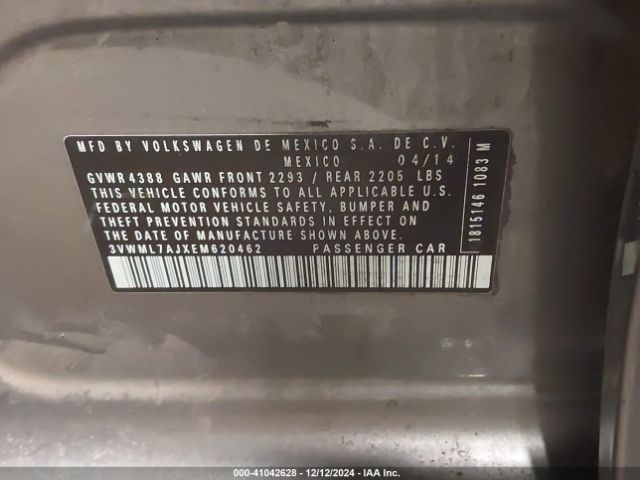 MFD BY VOLKSWAGEN DE MEXICO S.A. DE C.V.
MEXICO 04/14
GVWR 4388 GAWR FRONT 2293 / REAR 2205 LBS
THIS VEHICLE CONFORMS TO ALL APPLICABLE U.S.
FEDERAL MOTOR VEHICLE SAFETY, BUMPER AND
THEFT PREVENTION STANDARDS IN EFFECT ON
THE DATE OF MANUFACTURE SHOWN ABOVE.
3VWML7AJXEM620462 PASSENGER CAR
1815146 1083 M
000-41042628 - 12/12/2024 - IAA Inc.